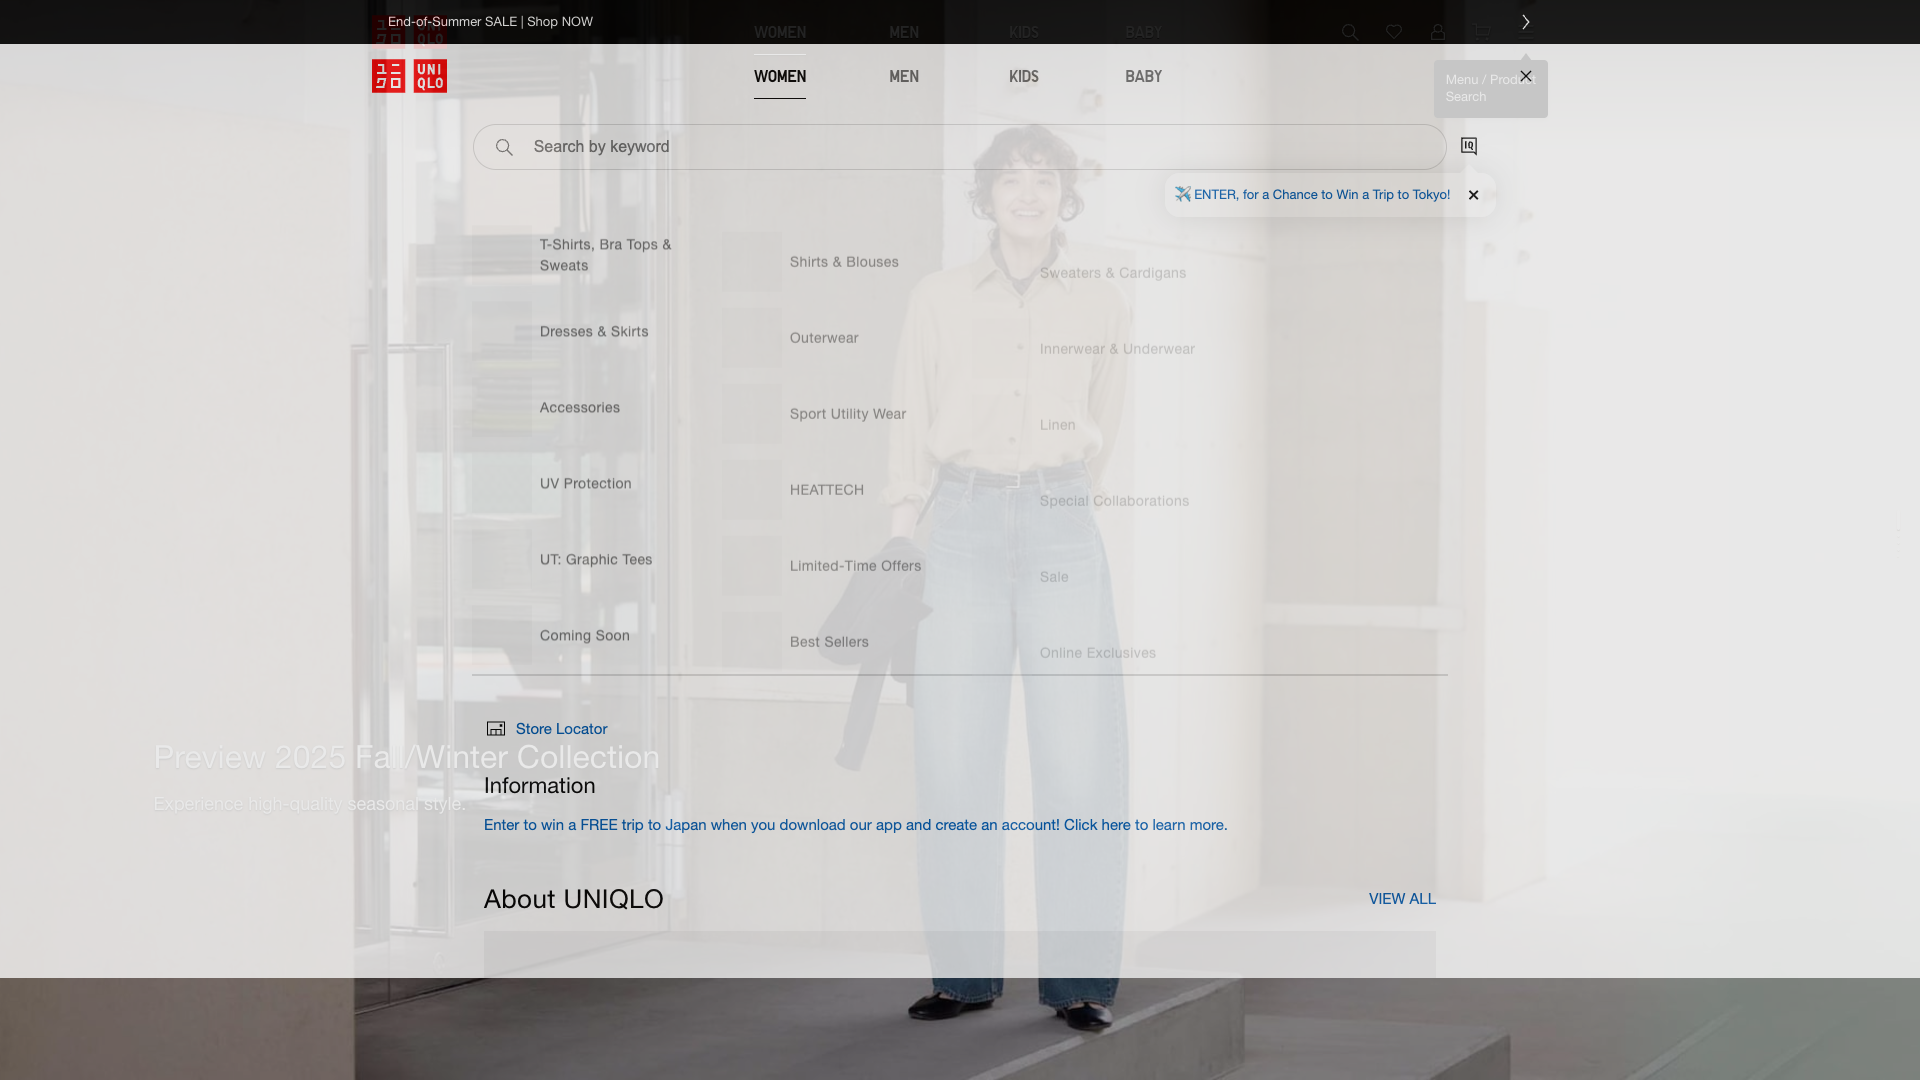 End-of-Summer SALE | Shop NOW
WOMEN MEN KIDS BABY
ユニ UNI
クロ QLO
WOMEN MEN KIDS BABY
Menu / Product
Search
Search by keyword
IQ
ENTER, for a Chance to Win a Trip to Tokyo!
T-Shirts, Bra Tops &
Sweats
Shirts & Blouses
Sweaters & Cardigans
Dresses & Skirts
Outerwear
Innerwear & Underwear
Accessories
Sport Utility Wear
Linen
UV Protection
HEATTECH
Special Collaborations
UT: Graphic Tees
Limited-Time Offers
Sale
Coming Soon
Best Sellers
Online Exclusives
Store Locator
Preview 2025 Fall/Winter Collection
Information
Experience high-quality seasonal style.
Enter to win a FREE trip to Japan when you download our app and create an account! Click here to learn more.
About UNIQLO
VIEW ALL